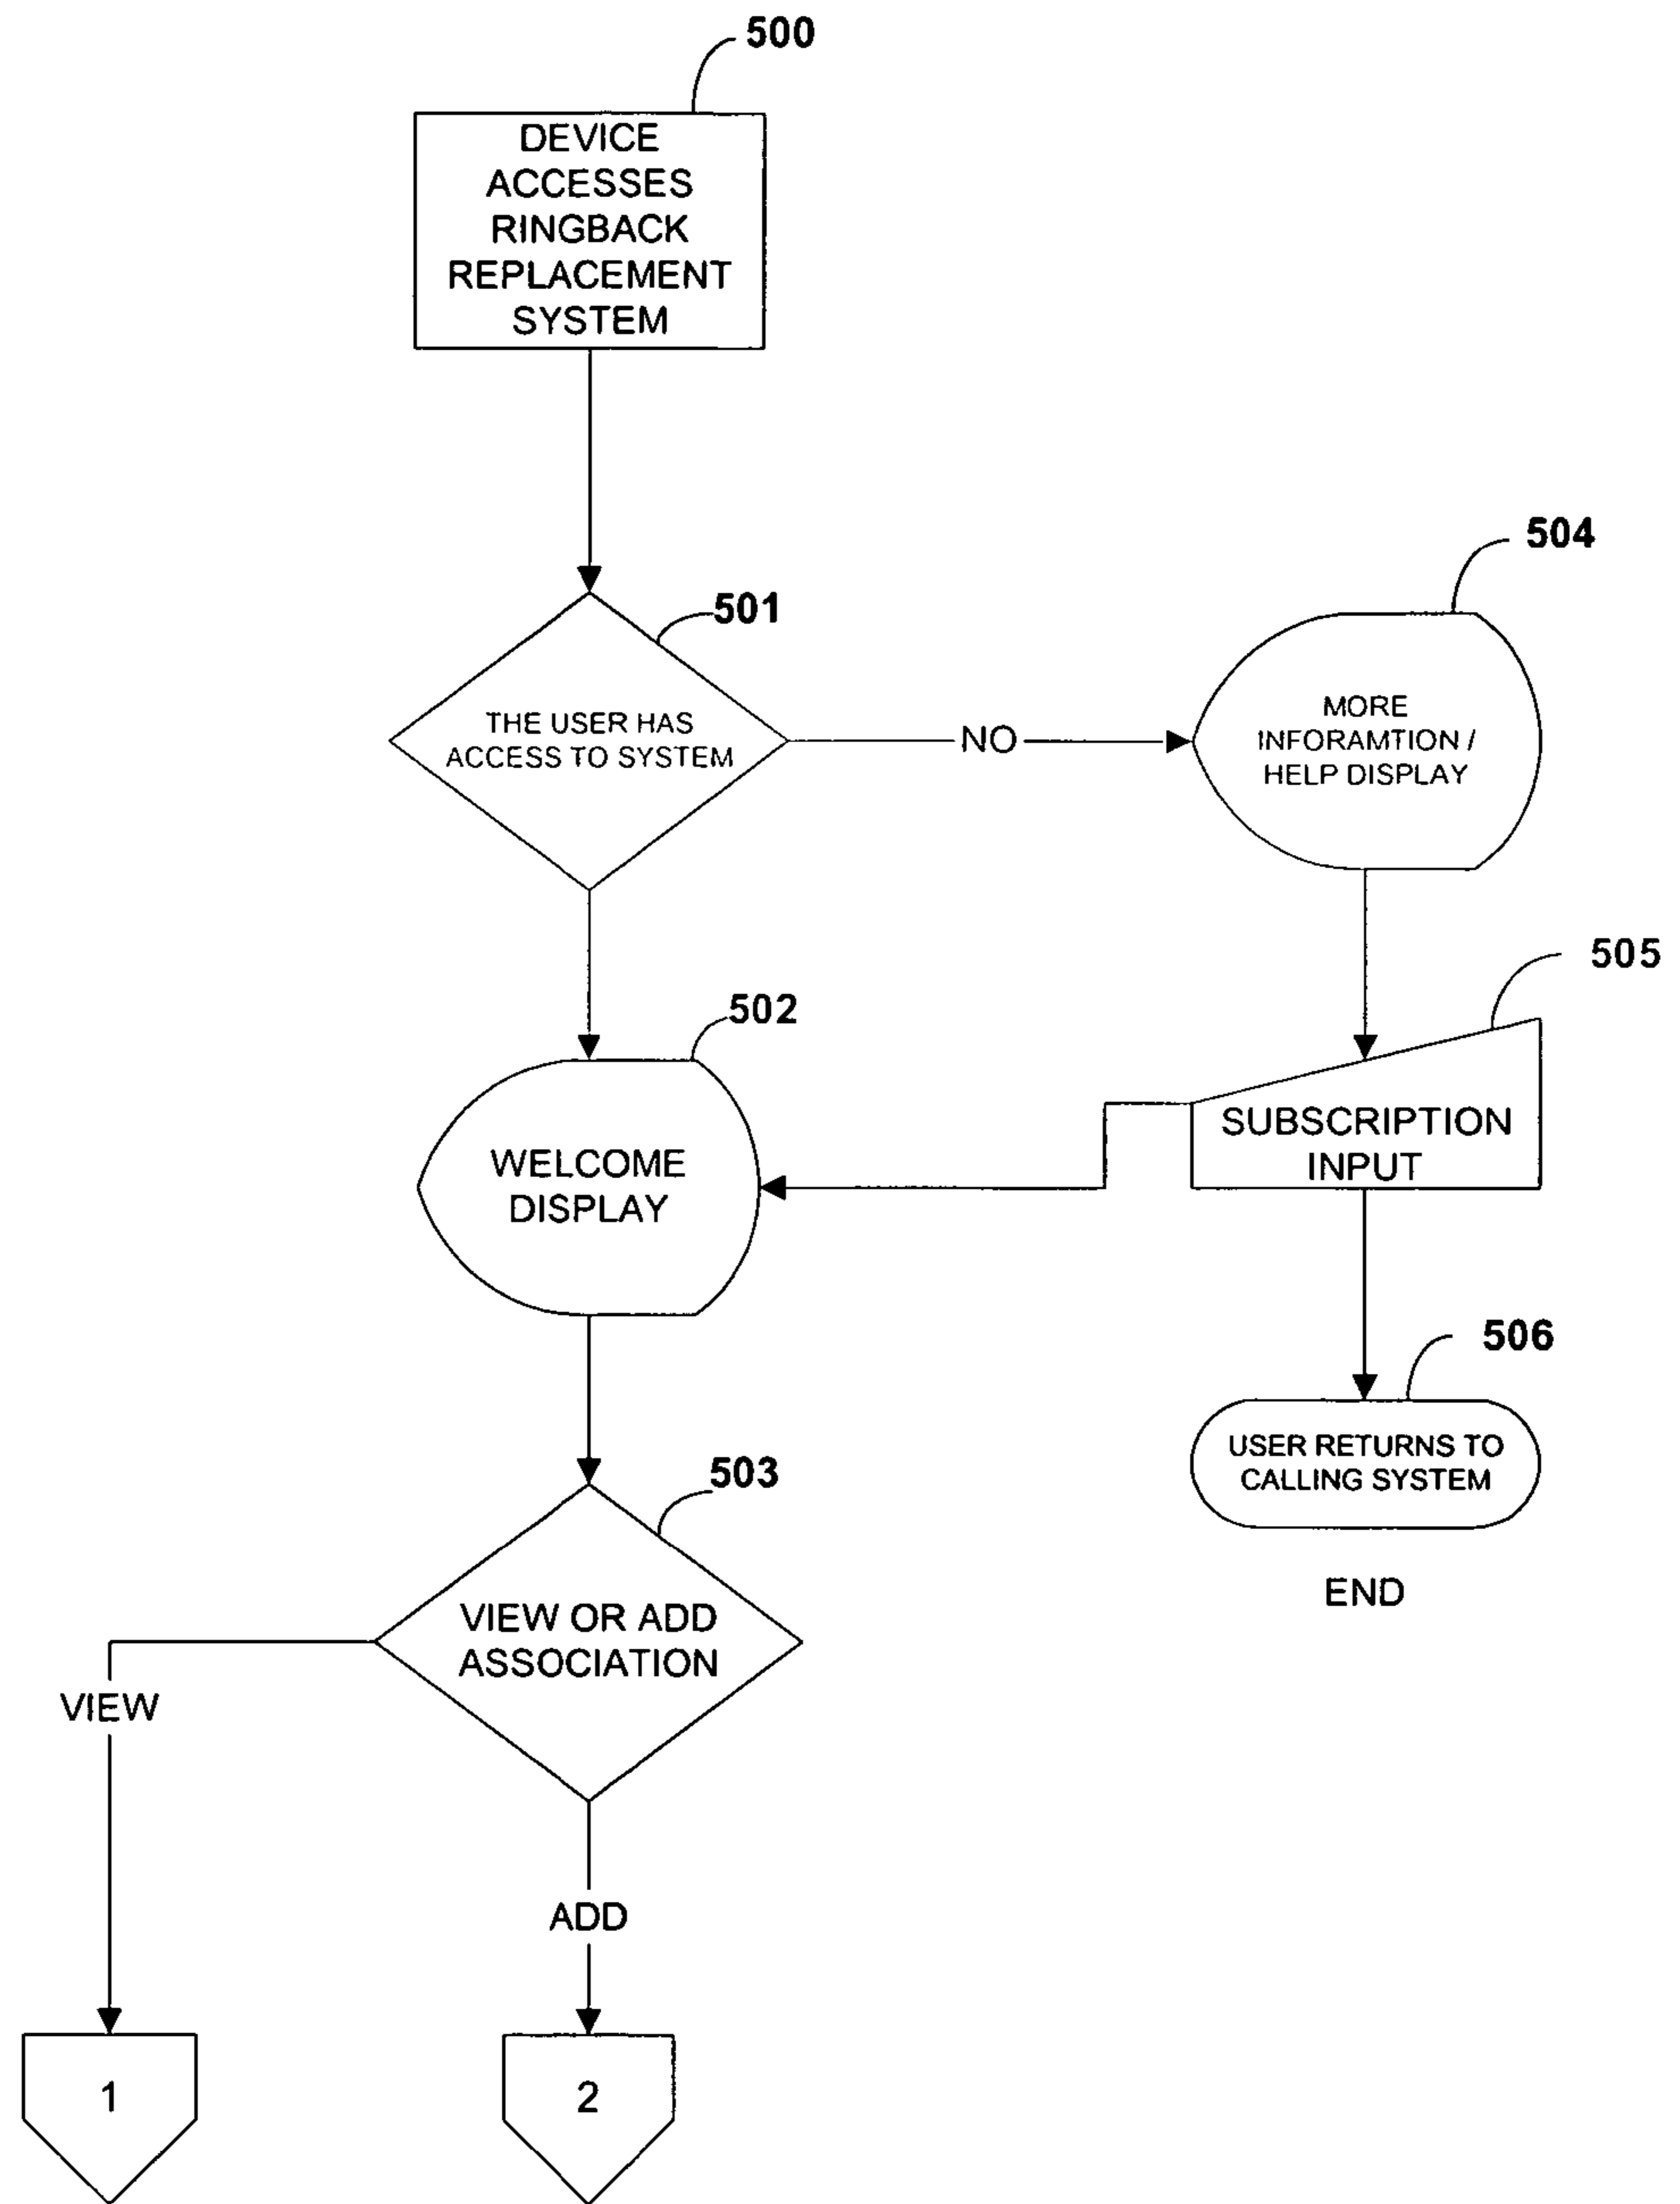 500
DEVICE
ACCESSES
RINGBACK
REPLACEMENT
SYSTEM
504
501
THE USER HAS
ACCESS TO SYSTEM
NO
MORE
INFORAMTION /
HELP DISPLAY
505
502
SUBSCRIPTION
INPUT
WELCOME
DISPLAY
506
USER RETURNS TO
CALLING SYSTEM
503
END
VIEW OR ADD
ASSOCIATION
VIEW
ADD
1
2